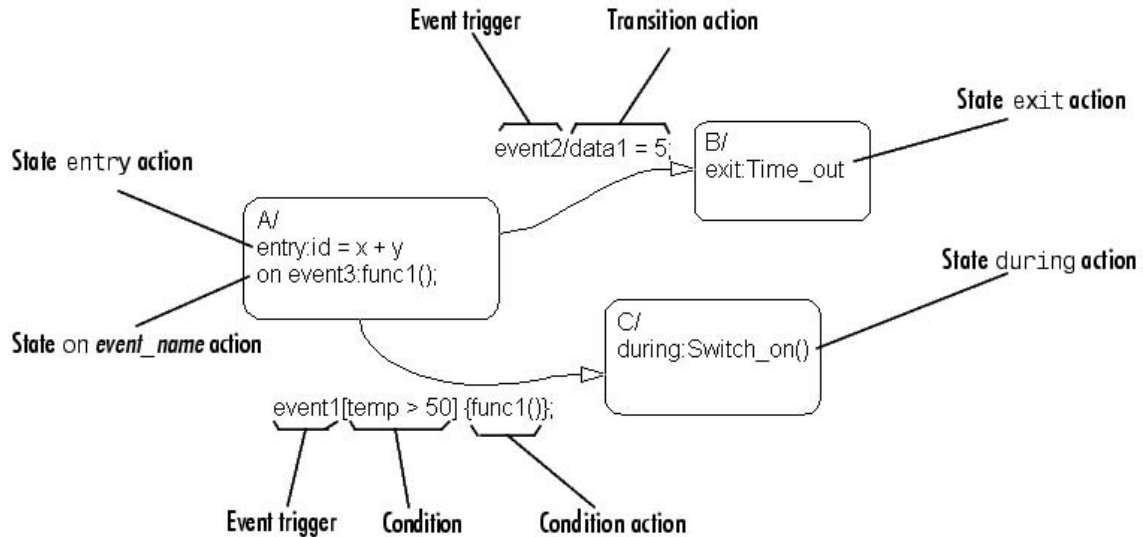 Event trigger
Transition action
State exit action
event2/data1 = 5;
B/
exit:Time_out
State entry action
A/
entry:id = x + y
on event3:func1();
State during action
State on event_name action
C/
during:Switch_on()
event1[temp > 50] {func1()};
Event trigger
Condition
Condition action